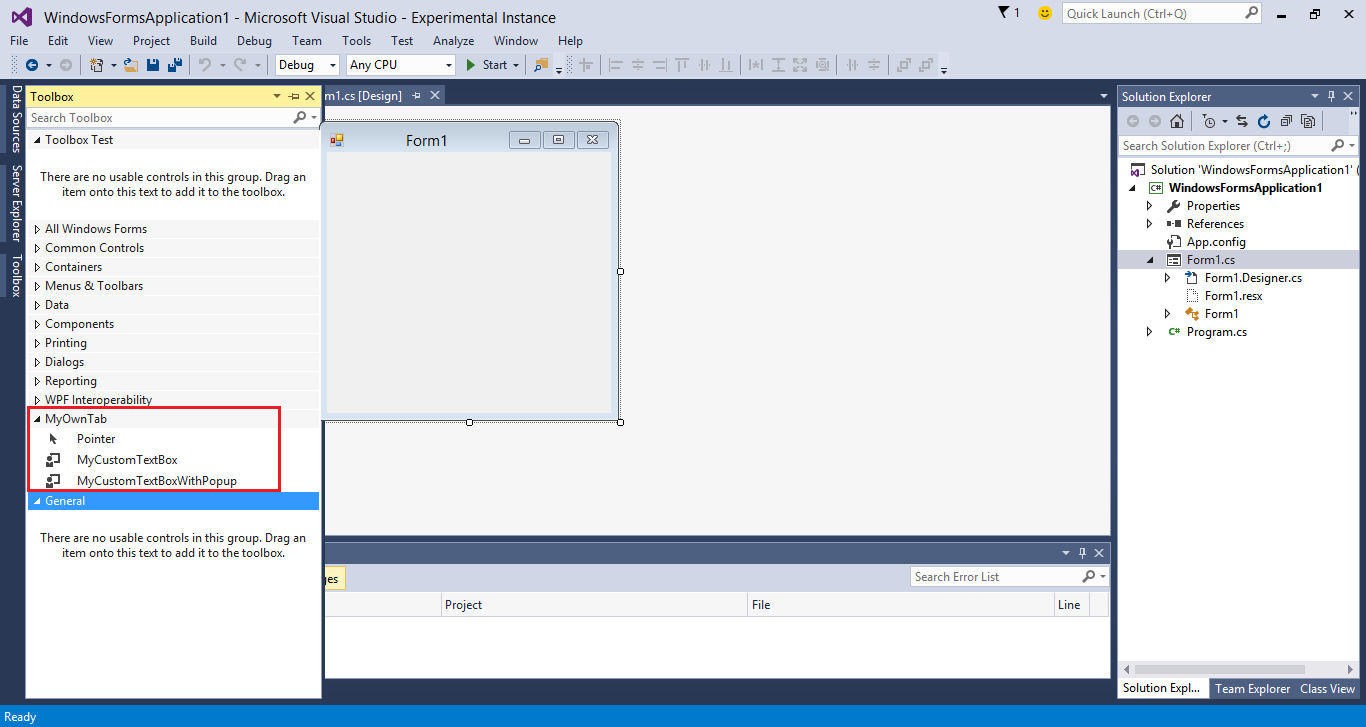 WindowsFormsApplication1 - Microsoft Visual Studio - Experimental Instance
1
Quick Launch (Ctrl+Q)
File Edit View Project Build Debug Team Tools Test Analyze Window Help
Debug Any CPU Start
Data Sources
Server Explorer
Toolbox
Toolbox
Search Toolbox
Toolbox Test
There are no usable controls in this group. Drag an
item onto this text to add it to the toolbox.
All Windows Forms
Common Controls
Containers
Menus & Toolbars
Data
Components
Printing
Dialogs
Reporting
WPF Interoperability
MyOwnTab
Pointer
MyCustomTextBox
MyCustomTextBoxWithPopup
General
There are no usable controls in this group. Drag an
item onto this text to add it to the toolbox.
m1.cs [Design]
Form1
ges
Search Error List
Project File Line
Solution Explorer
Search Solution Explorer (Ctrl+;)
Solution 'WindowsFormsApplication1' (
C# WindowsFormsApplication1
Properties
References
App.config
Form1.cs
Form1.Designer.cs
Form1.resx
Form1
C# Program.cs
Solution Expl... Team Explorer Class View
Ready